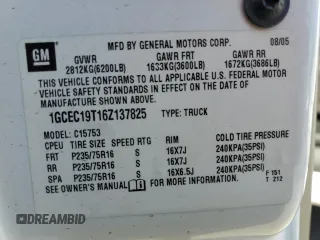 GM
MFD BY GENERAL MOTORS CORP. 08/05
GVWR GAWR FRT GAWR RR
2812KG(6200LB) 1633KG(3600LB) 1672KG(3686LB)
THIS VEHICLE CONFORMS TO ALL APPLICABLE U.S. FEDERAL MOTOR
VEHICLE SAFETY STANDARDS IN EFFECT ON THE DATE OF
MANUFACTURE SHOWN ABOVE.
1GCEC19T16Z137825 TYPE: TRUCK
MODEL: C15753
CPEU TIRE SIZE SPEED RTG RIM COLD TIRE PRESSURE
FRT P235/75R16 S 16X7J 240KPA(35PSI)
RR P235/75R16 S 16X7J 240KPA(35PSI)
SPA P235/75R16 S 16X6.5J 240KPA(35PSI)
SEE OWNER'S MANUAL FOR MORE INFORMATION.
F 151
T 212
DREAMBID